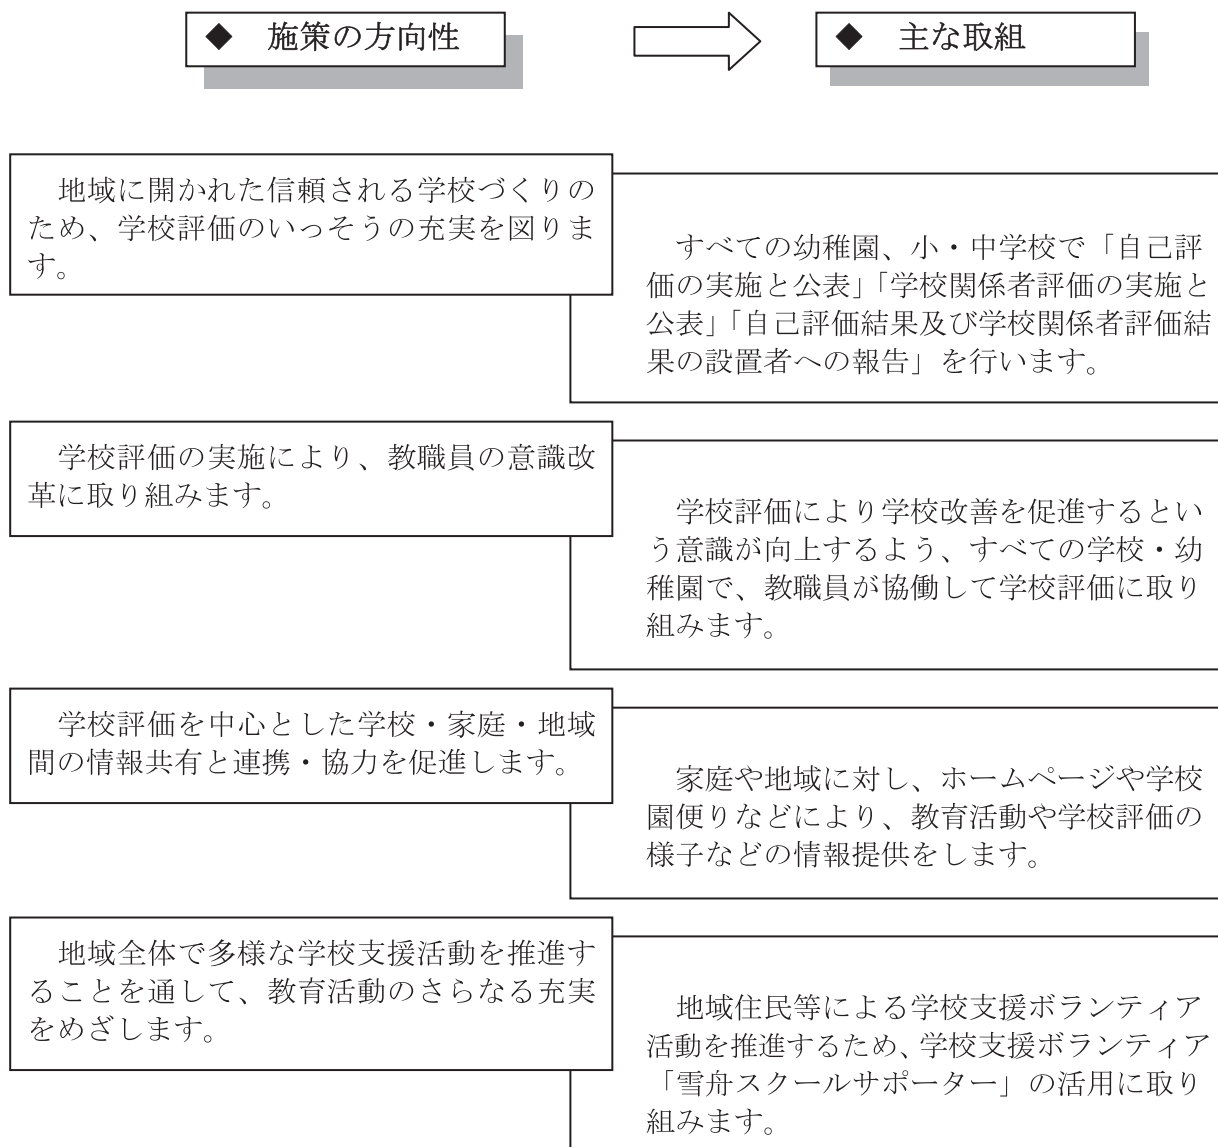 ◆ 施策の方向性
◆ 主な取組
地域に開かれた信頼される学校づくりの
ため、学校評価のいっそうの充実を図りま
す。
すべての幼稚園、小・中学校で「自己評
価の実施と公表」「学校関係者評価の実施と
公表」「自己評価結果及び学校関係者評価結
果の設置者への報告」を行います。
学校評価の実施により、教職員の意識改
革に取り組みます。
学校評価により学校改善を促進するとい
う意識が向上するよう、すべての学校・幼
稚園で、教職員が協働して学校評価に取り
組みます。
学校評価を中心とした学校・家庭・地域
間の情報共有と連携・協力を促進します。
家庭や地域に対し、ホームページや学校
園便りなどにより、教育活動や学校評価の
様子などの情報提供をします。
地域全体で多様な学校支援活動を推進す
ることを通して、教育活動のさらなる充実
をめざします。
地域住民等による学校支援ボランティア
活動を推進するため、学校支援ボランティア
「雪舟スクールサポーター」の活用に取り
組みます。